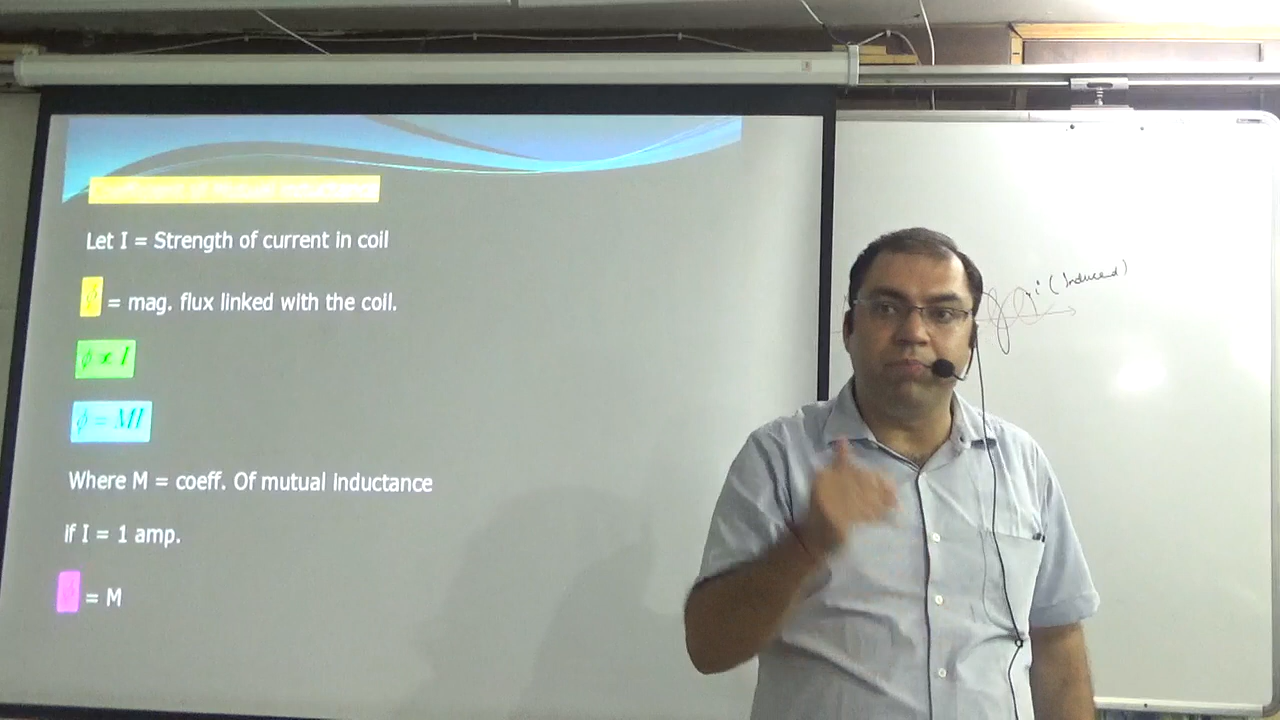 Coefficient of Mutual Inductance
Let I = Strength of current in coil
ϕ = mag. flux linked with the coil.
ϕ ∝ I
ϕ = MI
Where M = coeff. Of mutual inductance
if I = 1 amp.
ϕ = M
i (Induced)